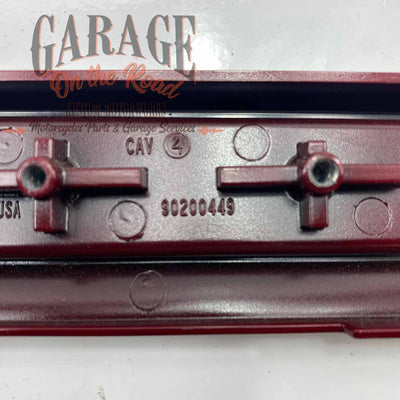 GARAGE
On the Road
Motorcycles Parts & Garage Services
CAV 2
USA
90200449